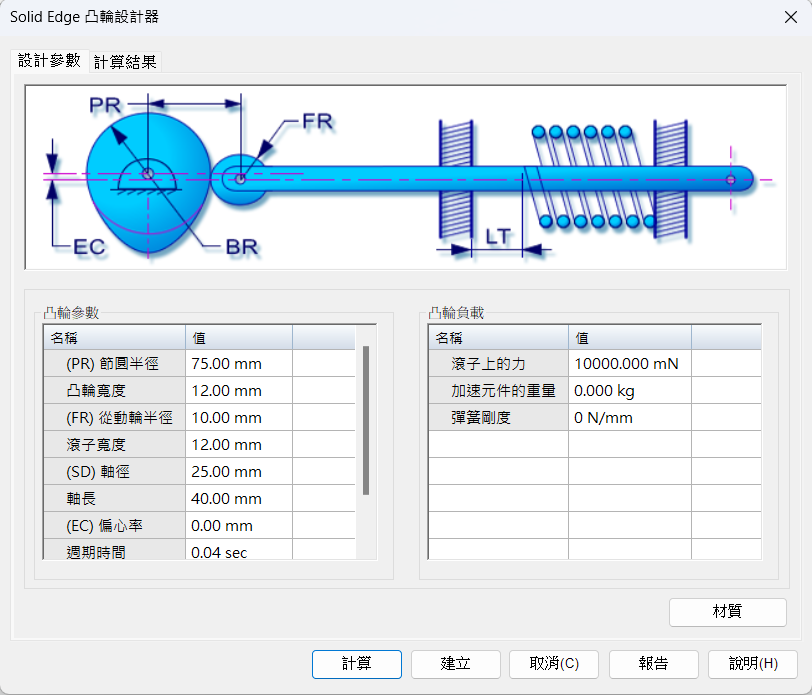 Solid Edge 凸輪設計器
設計參數 計算結果
PR
FR
EC
BR
LT
凸輪參數
名稱 值
(PR) 節圓半徑 75.00 mm
凸輪寬度 12.00 mm
(FR) 從動輪半徑 10.00 mm
滾子寬度 12.00 mm
(SD) 軸徑 25.00 mm
軸長 40.00 mm
(EC) 偏心率 0.00 mm
週期時間 0.04 sec
凸輪負載
名稱 值
滾子上的力 10000.000 mN
加速元件的重量 0.000 kg
彈簧剛度 0 N/mm
材質
計算 建立 取消(C) 報告 說明(H)